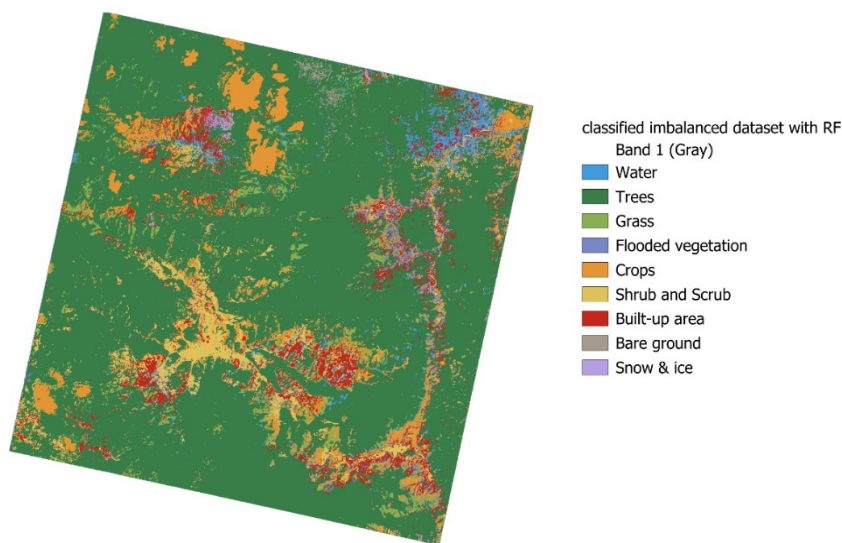 classified imbalanced dataset with RF
Band 1 (Gray)
Water
Trees
Grass
Flooded vegetation
Crops
Shrub and Scrub
Built-up area
Bare ground
Snow & ice